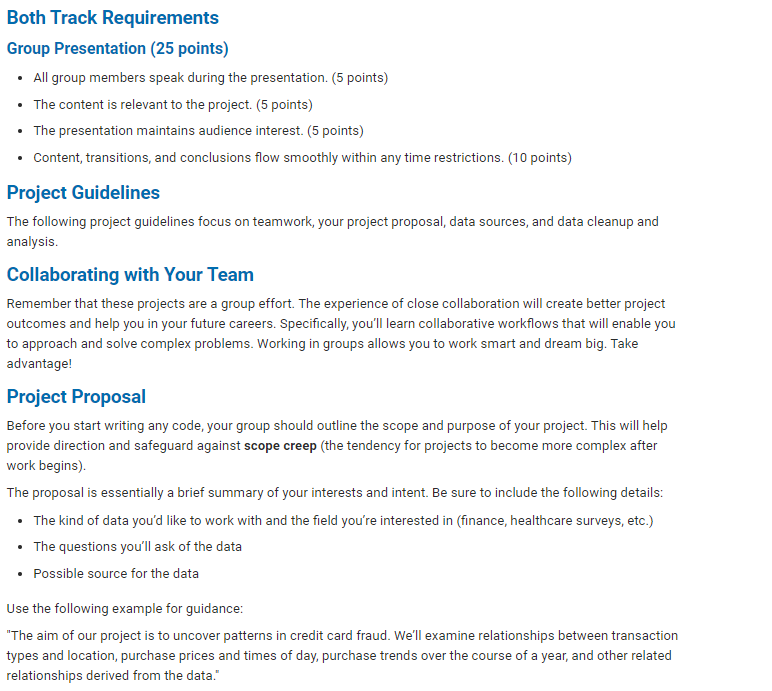 Both Track Requirements
Group Presentation (25 points)
• All group members speak during the presentation. (5 points)
• The content is relevant to the project. (5 points)
• The presentation maintains audience interest. (5 points)
• Content, transitions, and conclusions flow smoothly within any time restrictions. (10 points)
Project Guidelines
The following project guidelines focus on teamwork, your project proposal, data sources, and data cleanup and
analysis.
Collaborating with Your Team
Remember that these projects are a group effort. The experience of close collaboration will create better project
outcomes and help you in your future careers. Specifically, you’ll learn collaborative workflows that will enable you
to approach and solve complex problems. Working in groups allows you to work smart and dream big. Take
advantage!
Project Proposal
Before you start writing any code, your group should outline the scope and purpose of your project. This will help
provide direction and safeguard against scope creep (the tendency for projects to become more complex after
work begins).
The proposal is essentially a brief summary of your interests and intent. Be sure to include the following details:
• The kind of data you’d like to work with and the field you’re interested in (finance, healthcare surveys, etc.)
• The questions you’ll ask of the data
• Possible source for the data
Use the following example for guidance:
"The aim of our project is to uncover patterns in credit card fraud. We’ll examine relationships between transaction
types and location, purchase prices and times of day, purchase trends over the course of a year, and other related
relationships derived from the data."